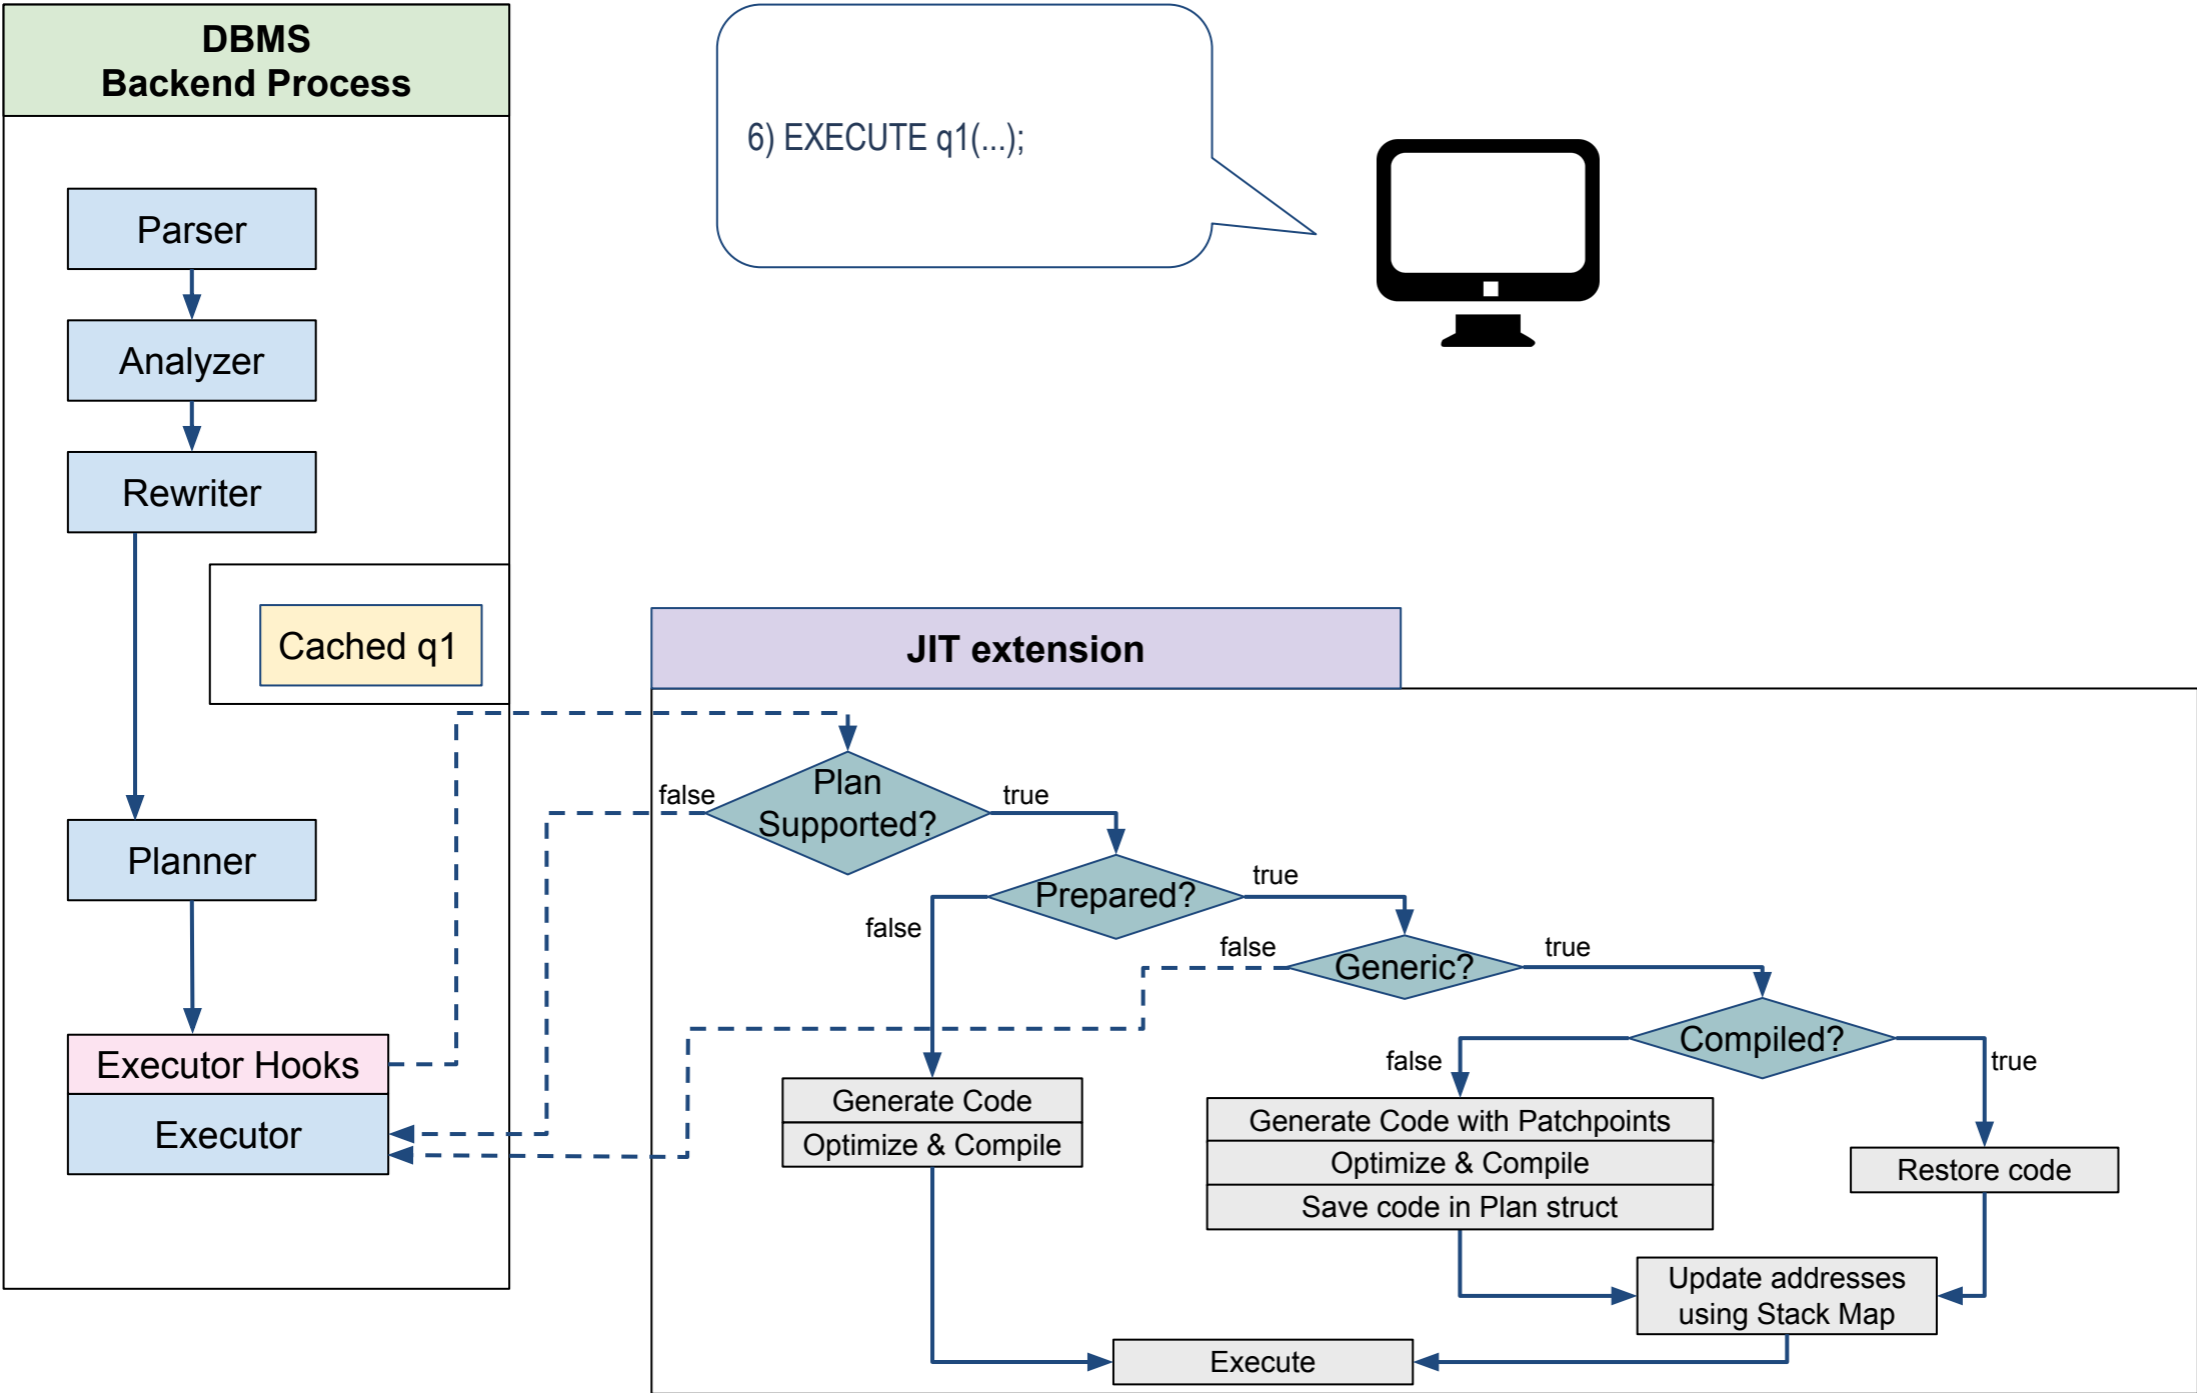 DBMS
Backend Process
6) EXECUTE q1(...);
Parser
Analyzer
Rewriter
Cached q1
Planner
Executor Hooks
Executor
JIT extension
Plan
Supported?
false
true
Prepared?
false
true
Generic?
false
true
Compiled?
false
true
Generate Code
Optimize & Compile
Generate Code with Patchpoints
Optimize & Compile
Save code in Plan struct
Restore code
Update addresses
using Stack Map
Execute